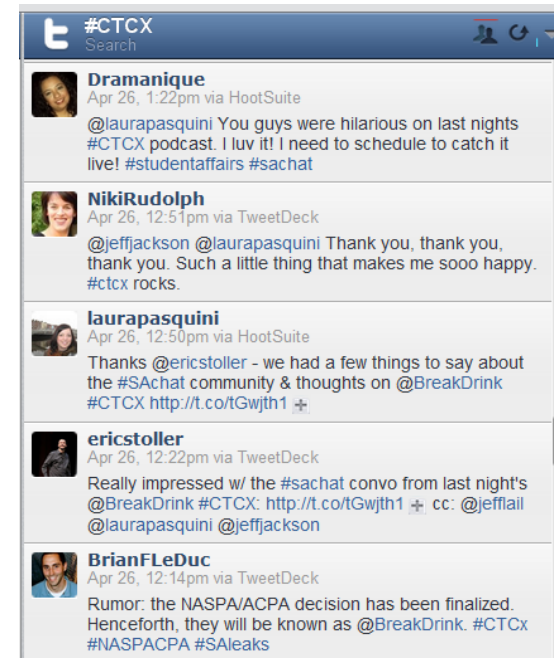 #CTCX
Search
Dramanique
Apr 26, 1:22pm via HootSuite
@laurapasquini You guys were hilarious on last nights
#CTCX podcast. I luv it! I need to schedule to catch it
live! #studentaffairs #sachat
NikiRudolph
Apr 26, 12:51pm via TweetDeck
@jeffjackson @laurapasquini Thank you, thank you,
thank you. Such a little thing that makes me sooo happy.
#ctcx rocks.
laurapasquini
Apr 26, 12:50pm via HootSuite
Thanks @ericstoller - we had a few things to say about
the #SAchat community & thoughts on @BreakDrink
#CTCX http://t.co/tGwjth1
ericstoller
Apr 26, 12:22pm via TweetDeck
Really impressed w/ the #sachat convo from last night's
@BreakDrink #CTCX: http://t.co/tGwjth1 cc: @jefflail
@laurapasquini @jeffjackson
BrianFLeDuc
Apr 26, 12:14pm via TweetDeck
Rumor: the NASPA/ACPA decision has been finalized.
Henceforth, they will be known as @BreakDrink. #CTCx
#NASPACPA #SAleaks